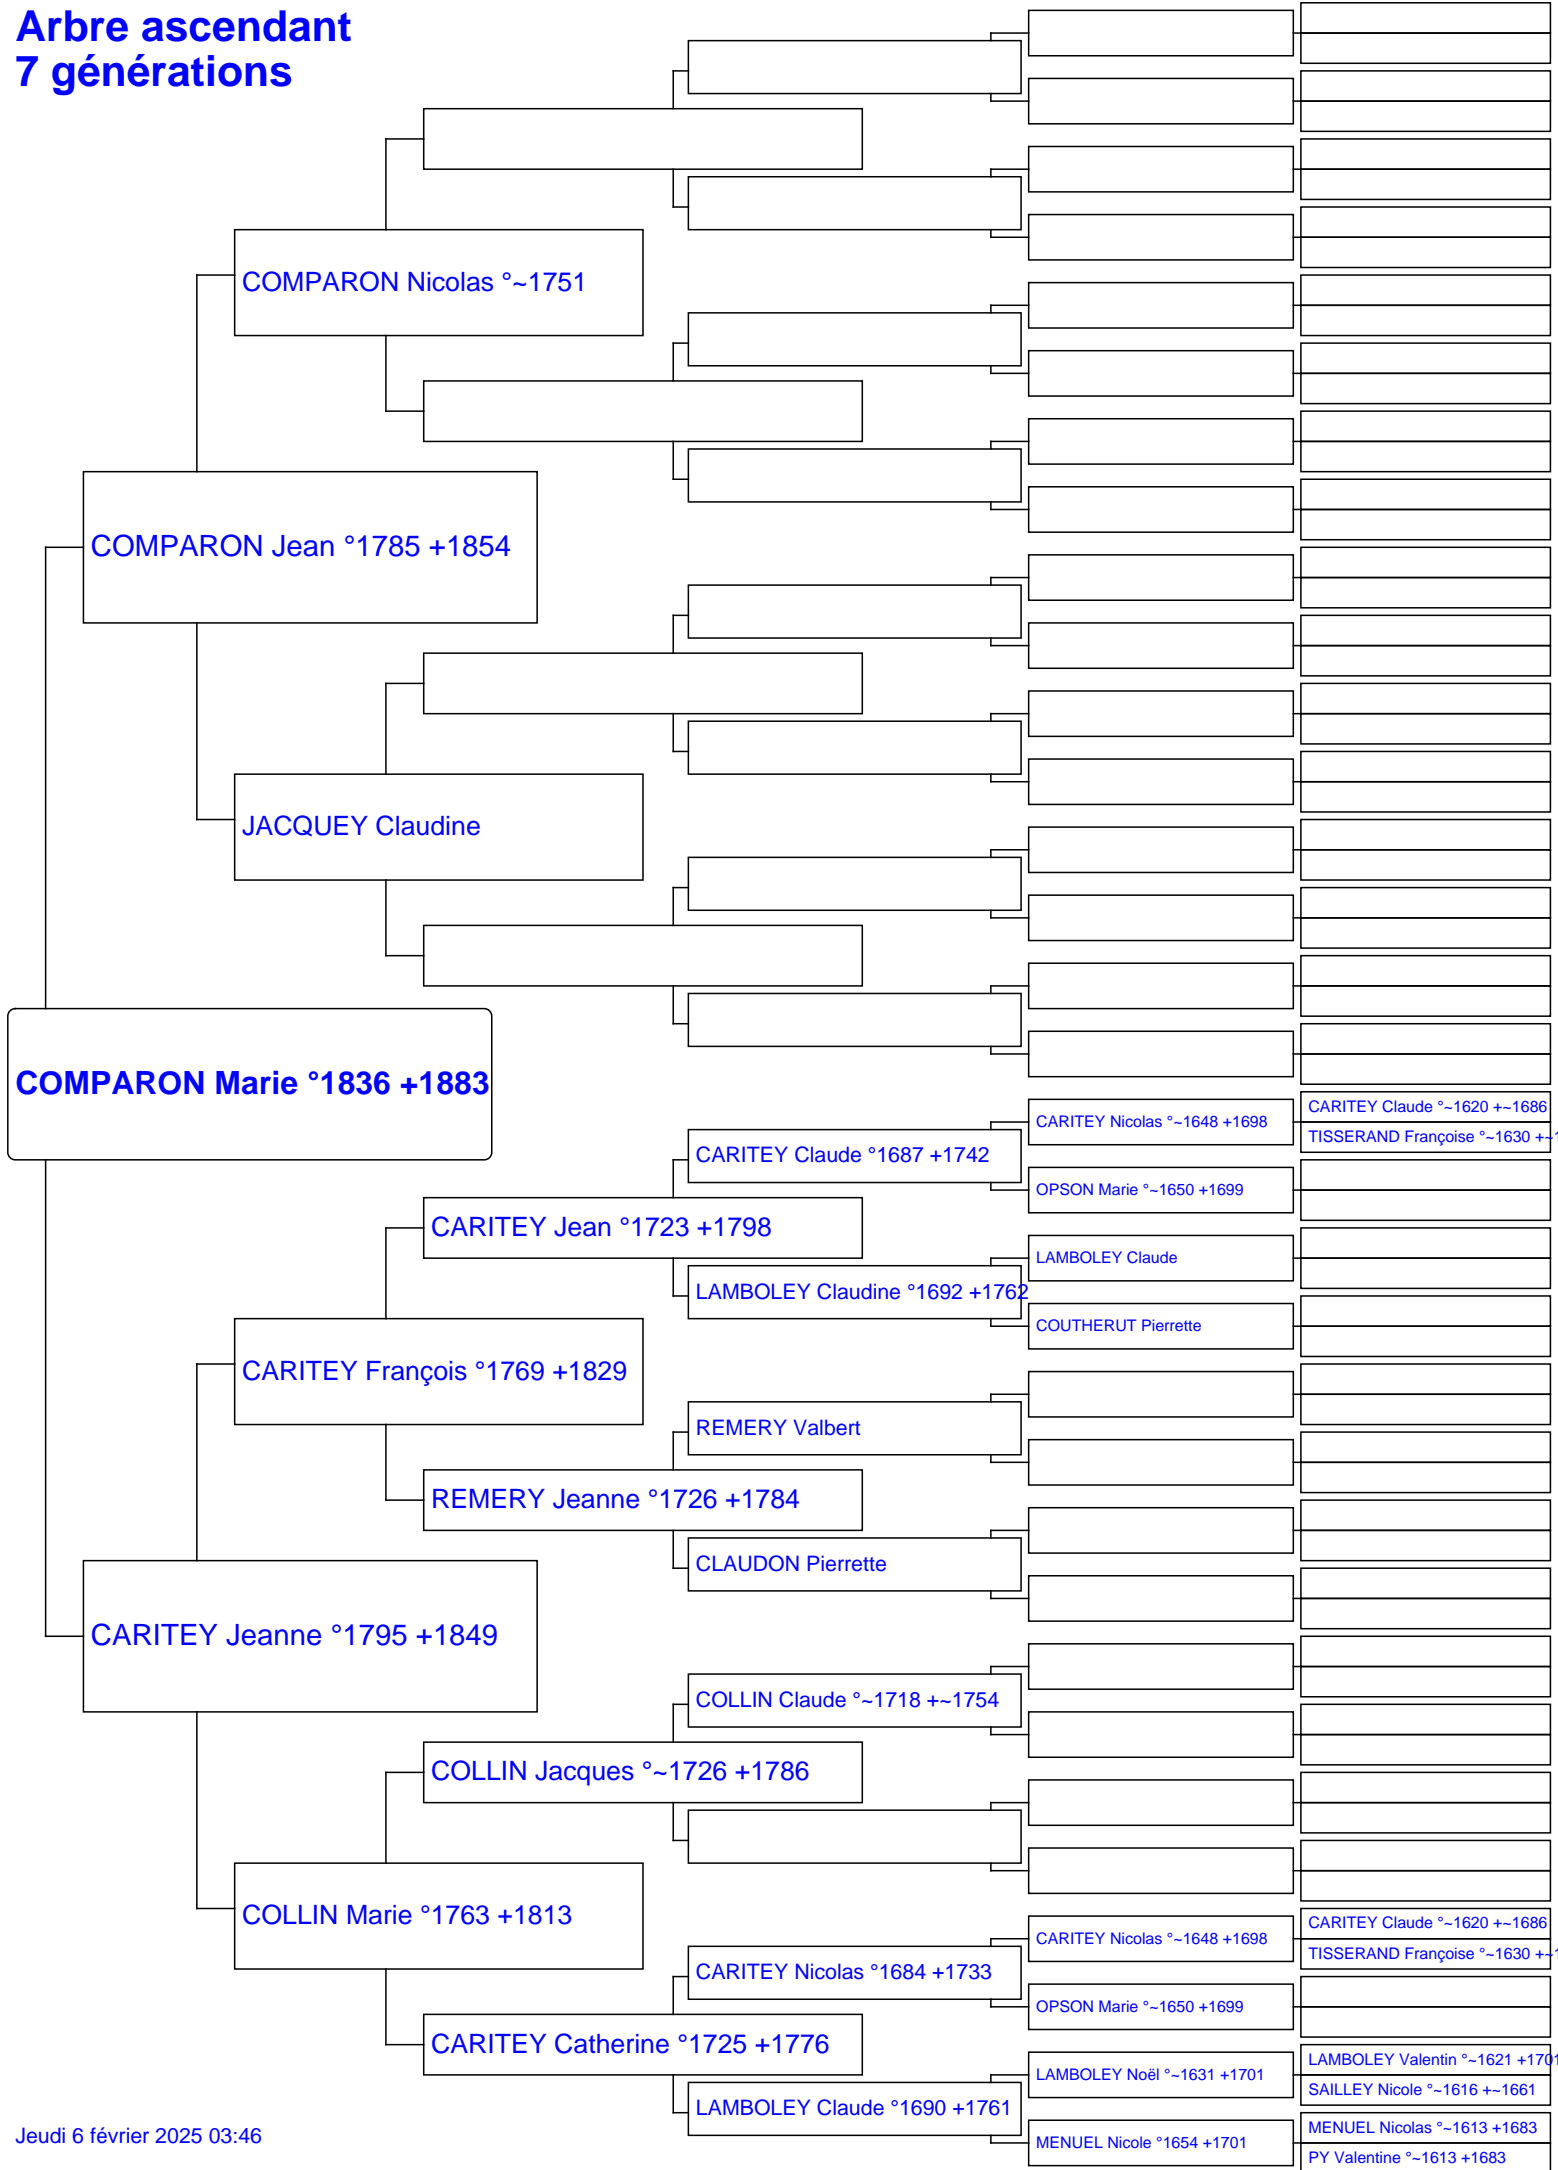 Arbre ascendant
7 générations
COMPARON Nicolas °~1751
COMPARON Jean °1785 +1854
JACQUEY Claudine
COMPARON Marie °1836 +1883
CARITEY Claude °~1620 +~1686
CARITEY Nicolas °~1648 +1698
TISSERAND Françoise °~1630 +~1
CARITEY Claude °1687 +1742
OPSON Marie °~1650 +1699
CARITEY Jean °1723 +1798
LAMBOLEY Claude
LAMBOLEY Claudine °1692 +1762
COUTHERUT Pierrette
CARITEY François °1769 +1829
REMERY Valbert
REMERY Jeanne °1726 +1784
CLAUDON Pierrette
CARITEY Jeanne °1795 +1849
COLLIN Claude °~1718 +~1754
COLLIN Jacques °~1726 +1786
COLLIN Marie °1763 +1813
CARITEY Claude °~1620 +~1686
CARITEY Nicolas °~1648 +1698
TISSERAND Françoise °~1630 +~1
CARITEY Nicolas °1684 +1733
OPSON Marie °~1650 +1699
CARITEY Catherine °1725 +1776
LAMBOLEY Valentin °~1621 +1701
LAMBOLEY Noël °~1631 +1701
SAILLEY Nicole °~1616 +~1661
LAMBOLEY Claude °1690 +1761
MENUEL Nicolas °~1613 +1683
MENUEL Nicole °1654 +1701
PY Valentine °~1613 +1683
Jeudi 6 février 2025 03:46